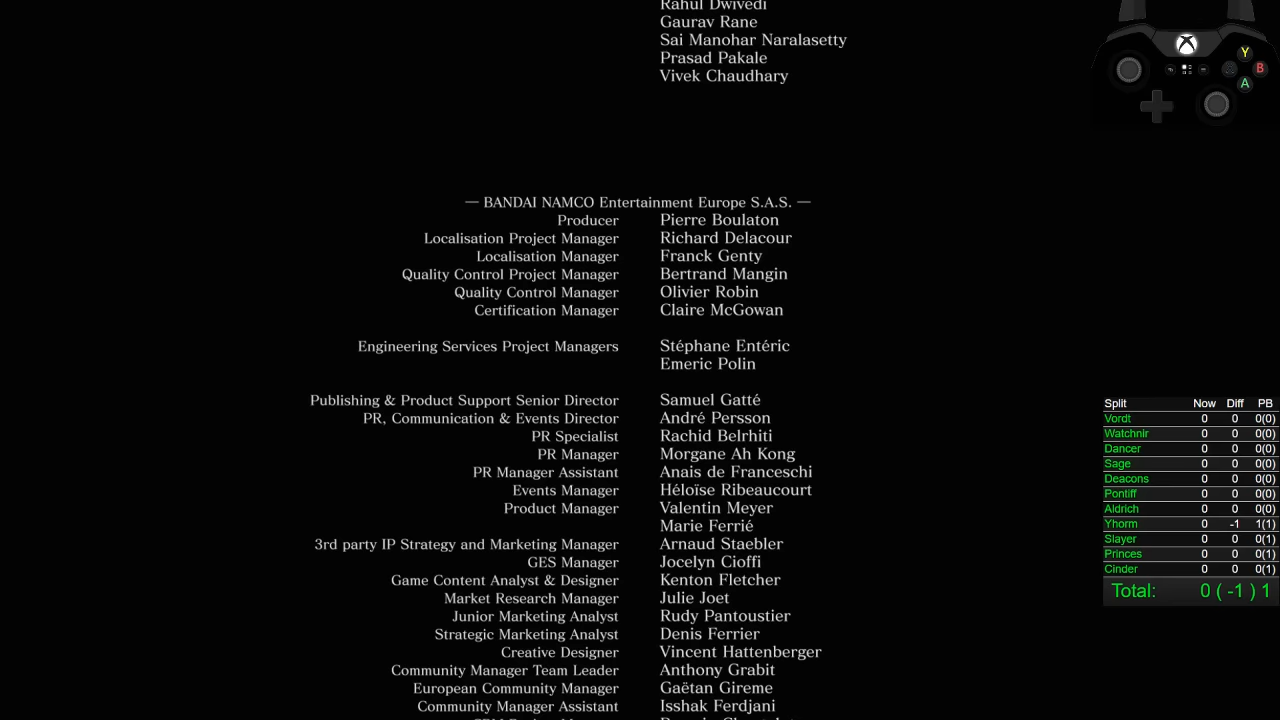 Rahul Dwivedi
Gaurav Rane
Sai Manohar Naralasetty
Prasad Pakale
Vivek Chaudhary
— BANDAI NAMCO Entertainment Europe S.A.S. —
Producer Pierre Boulaton
Localisation Project Manager Richard Delacour
Localisation Manager Franck Genty
Quality Control Project Manager Bertrand Mangin
Quality Control Manager Olivier Robin
Certification Manager Claire McGowan
Engineering Services Project Managers Stéphane Entéric
Emeric Polin
Publishing & Product Support Senior Director Samuel Gatté
PR, Communication & Events Director André Persson
PR Specialist Rachid Belrhiti
PR Manager Morgane Ah Kong
PR Manager Assistant Anais de Franceschi
Events Manager Héloïse Ribeaucourt
Product Manager Valentin Meyer
Marie Ferrié
3rd party IP Strategy and Marketing Manager Arnaud Staebler
GES Manager Jocelyn Cioffi
Game Content Analyst & Designer Kenton Fletcher
Market Research Manager Julie Joet
Junior Marketing Analyst Rudy Pantoustier
Strategic Marketing Analyst Denis Ferrier
Creative Designer Vincent Hattenberger
Community Manager Team Leader Anthony Grabit
European Community Manager Gaëtan Gireme
Community Manager Assistant Isshak Ferdjani
Y
B
A
Split Now Diff PB
Vordt 0 0 0(0)
Watchnir 0 0 0(0)
Dancer 0 0 0(0)
Sage 0 0 0(0)
Deacons 0 0 0(0)
Pontiff 0 0 0(0)
Aldrich 0 0 0(0)
Yhorm 0 -1 1(1)
Slayer 0 0 0(1)
Princes 0 0 0(1)
Cinder 0 0 0(1)
Total: 0 ( -1 ) 1